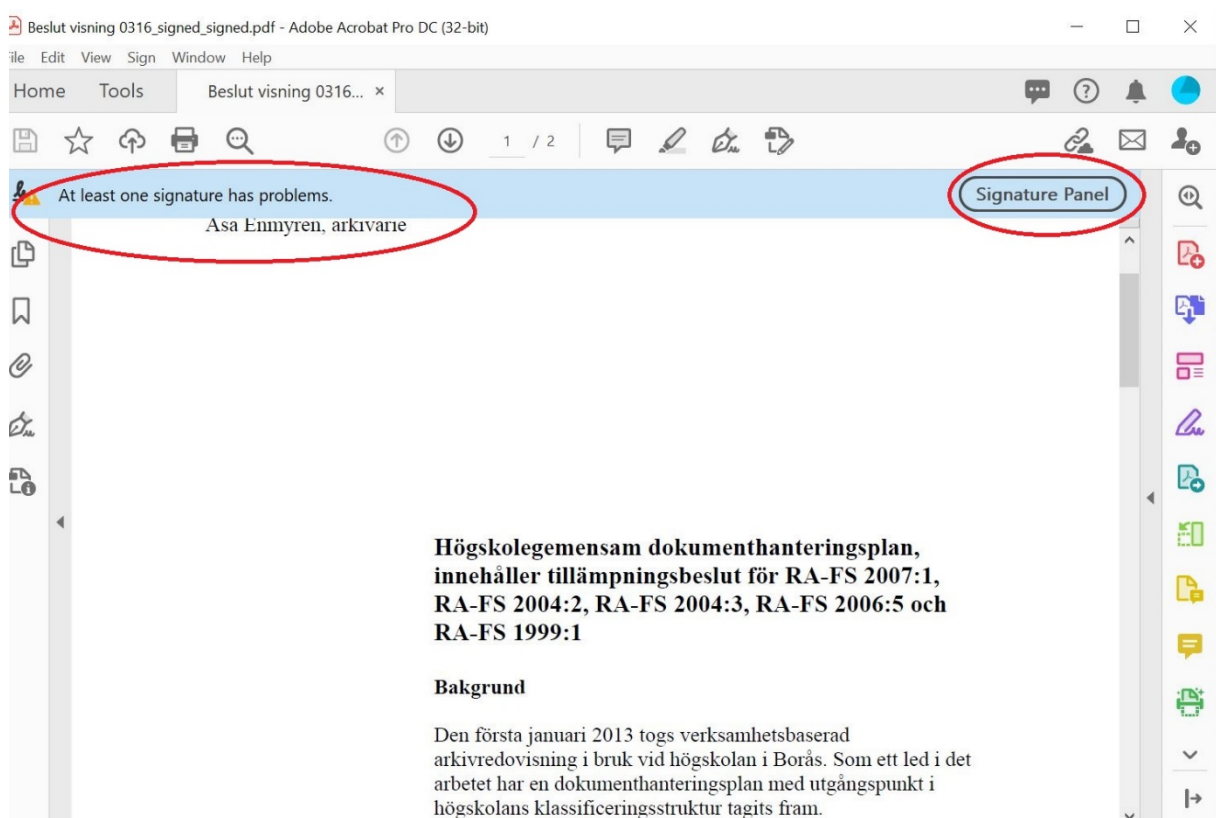 Beslut visning 0316_signed_signed.pdf - Adobe Acrobat Pro DC (32-bit)
ile Edit View Sign Window Help
Home Tools Beslut visning 0316... ×
1 / 2
At least one signature has problems.
Signature Panel
Åsa Enmyren, arkivarie
Högskolegemensam dokumenthanteringsplan,
innehåller tillämpningsbeslut för RA-FS 2007:1,
RA-FS 2004:2, RA-FS 2004:3, RA-FS 2006:5 och
RA-FS 1999:1
Bakgrund
Den första januari 2013 togs verksamhetsbaserad
arkivredovisning i bruk vid högskolan i Borås. Som ett led i det
arbetet har en dokumenthanteringsplan med utgångspunkt i
högskolans klassificeringsstruktur tagits fram.